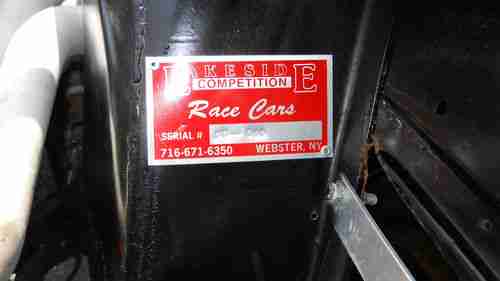 LAKESIDE
COMPETITION
Race Cars
SERIAL #
716-671-6350 WEBSTER, NY